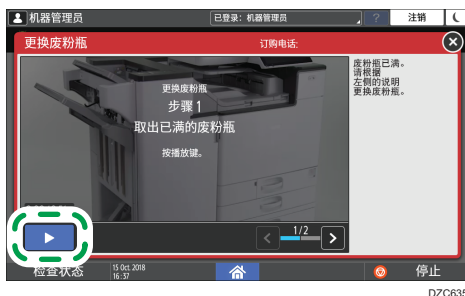 机器管理员
已登录：机器管理员
?
注销
更换废粉瓶
订购电话:
更换废粉瓶
步骤 1
取出已满的废粉瓶
按播放键。
废粉瓶已满。
请根据
左侧的说明
更换废粉瓶。
1/2
检查状态
15 Oct. 2018
16:37
停止
DZC635